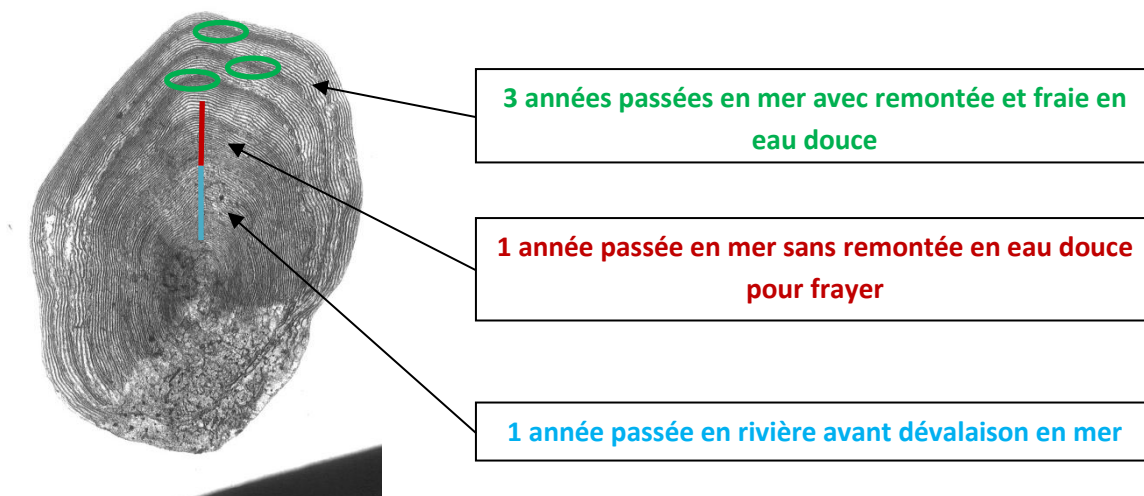 3 années passées en mer avec remontée et fraie en
eau douce
1 année passée en mer sans remontée en eau douce
pour frayer
1 année passée en rivière avant dévalaison en mer